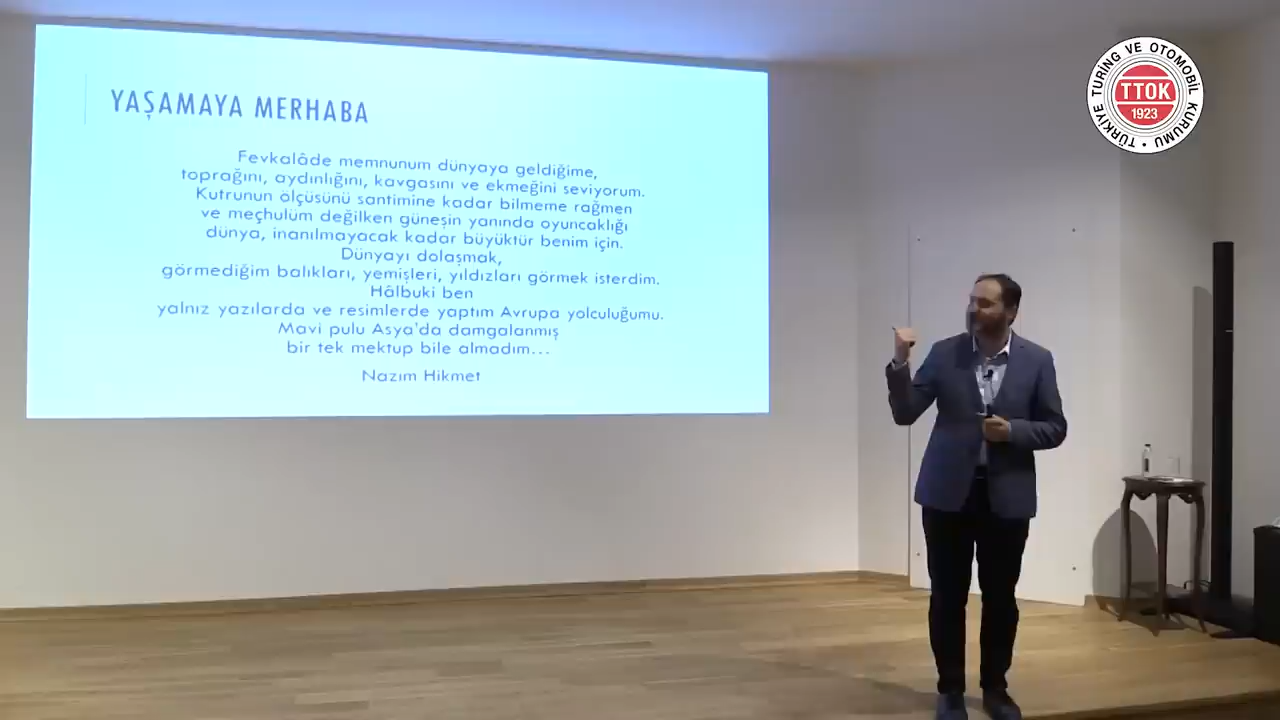 YAŞAMAYA MERHABA
Fevkalâde memnunum dünyaya geldiğime,
toprağını, aydınlığını, kavgasını ve ekmeğini seviyorum.
Kutrunun ölçüsünü santimine kadar bilmeme rağmen
ve meçhulüm değilken güneşin yanında oyuncaklığı
dünya, inanılmayacak kadar büyüktür benim için.
Dünyayı dolaşmak,
görmediğim balıkları, yemişleri, yıldızları görmek isterdim.
Hâlbuki ben
yalnız yazılarda ve resimlerde yaptım Avrupa yolculuğumu.
Mavi pulu Asya'da damgalanmış
bir tek mektup bile almadım...
Nazım Hikmet
TÜRKİYE TURİNG VE OTOMOBİL KURUMU
TTOK
1923